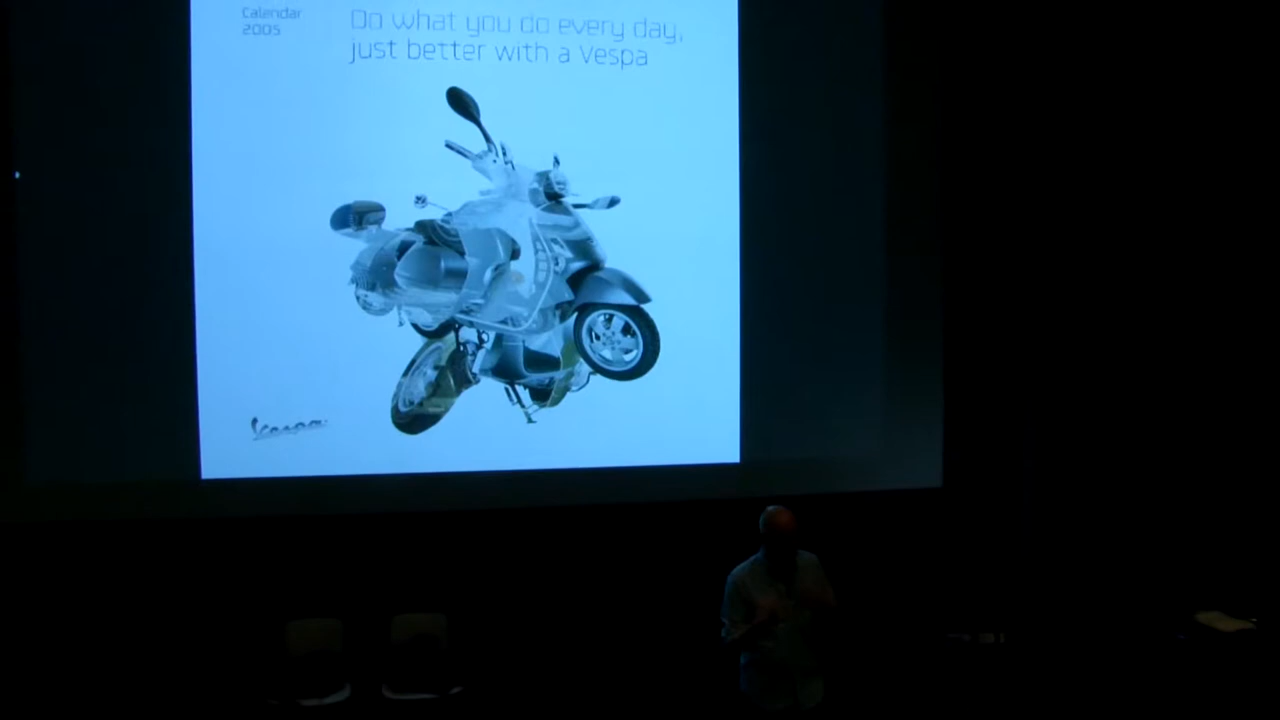 Calendar
2005
Do what you do every day,
just better with a Vespa
Vespa